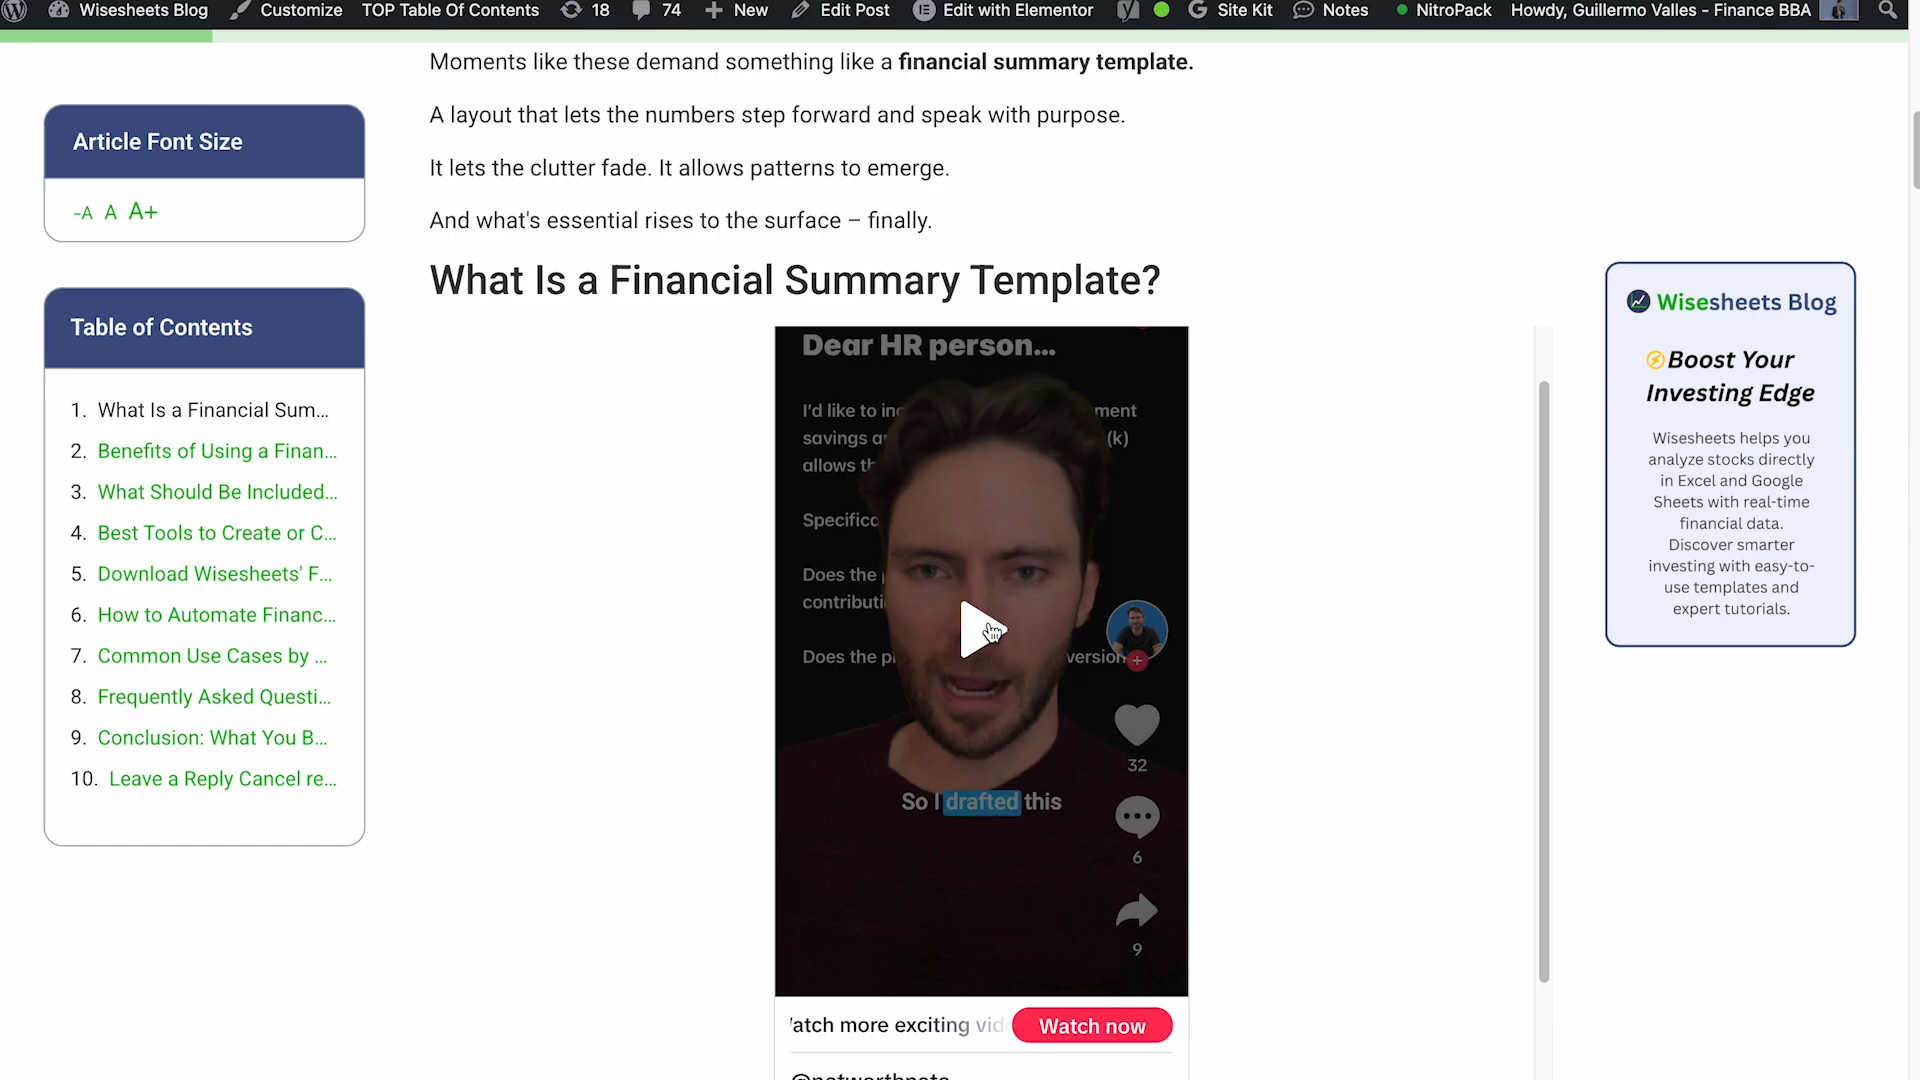 Wisesheets Blog Customize TOP Table Of Contents 18 74 New Edit Post Edit with Elementor Site Kit Notes NitroPack Howdy, Guillermo Valles - Finance BBA
Moments like these demand something like a financial summary template.
A layout that lets the numbers step forward and speak with purpose.
It lets the clutter fade. It allows patterns to emerge.
And what's essential rises to the surface – finally.
Article Font Size
-A A A+
Table of Contents
1. What Is a Financial Sum...
2. Benefits of Using a Finan...
3. What Should Be Included...
4. Best Tools to Create or C...
5. Download Wisesheets' F...
6. How to Automate Financ...
7. Common Use Cases by ...
8. Frequently Asked Questi...
9. Conclusion: What You B...
10. Leave a Reply Cancel re...
What Is a Financial Summary Template?
Dear HR person...
I'd like to
savings
allows
Does the
Does the
So I drafted this
32
6
9
more exciting
Watch now
Wisesheets Blog
Boost Your
Investing Edge
Wisesheets helps you
analyze stocks directly
in Excel and Google
Sheets with real-time
financial data.
Discover smarter
investing with easy-to-
use templates and
expert tutorials.